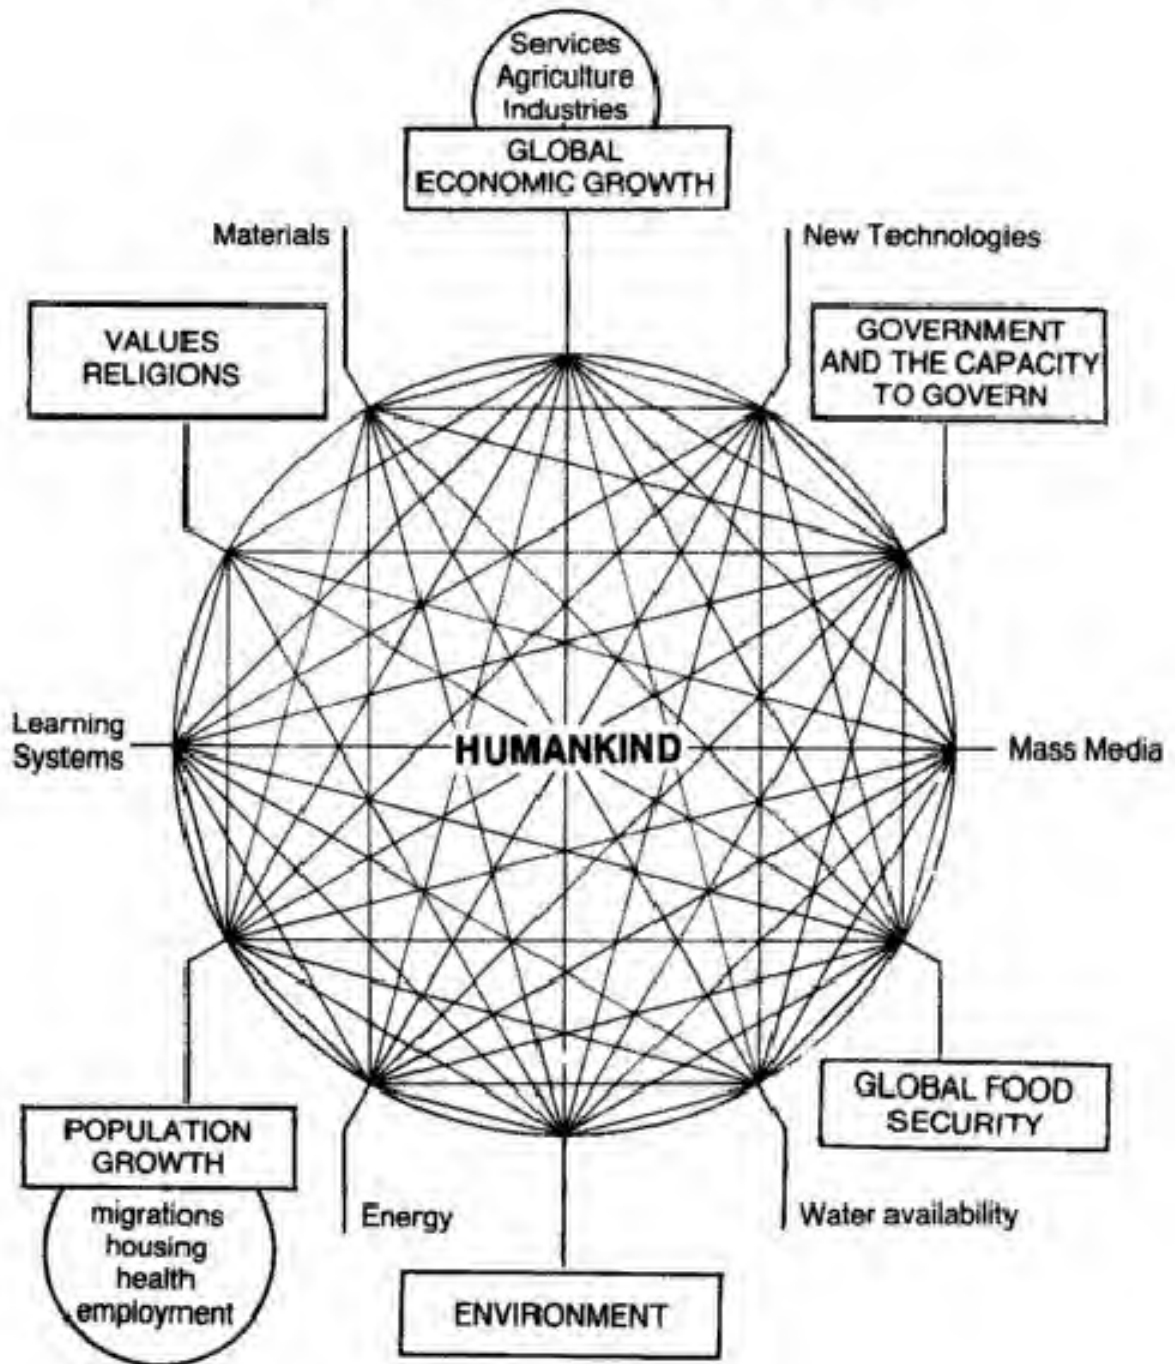 Services
Agriculture
Industries
GLOBAL
ECONOMIC GROWTH
Materials
New Technologies
VALUES
RELIGIONS
GOVERNMENT
AND THE CAPACITY
TO GOVERN
Learning
Systems
HUMANKIND
Mass Media
GLOBAL FOOD
SECURITY
POPULATION
GROWTH
migrations
housing
health
employment
Energy
Water availability
ENVIRONMENT